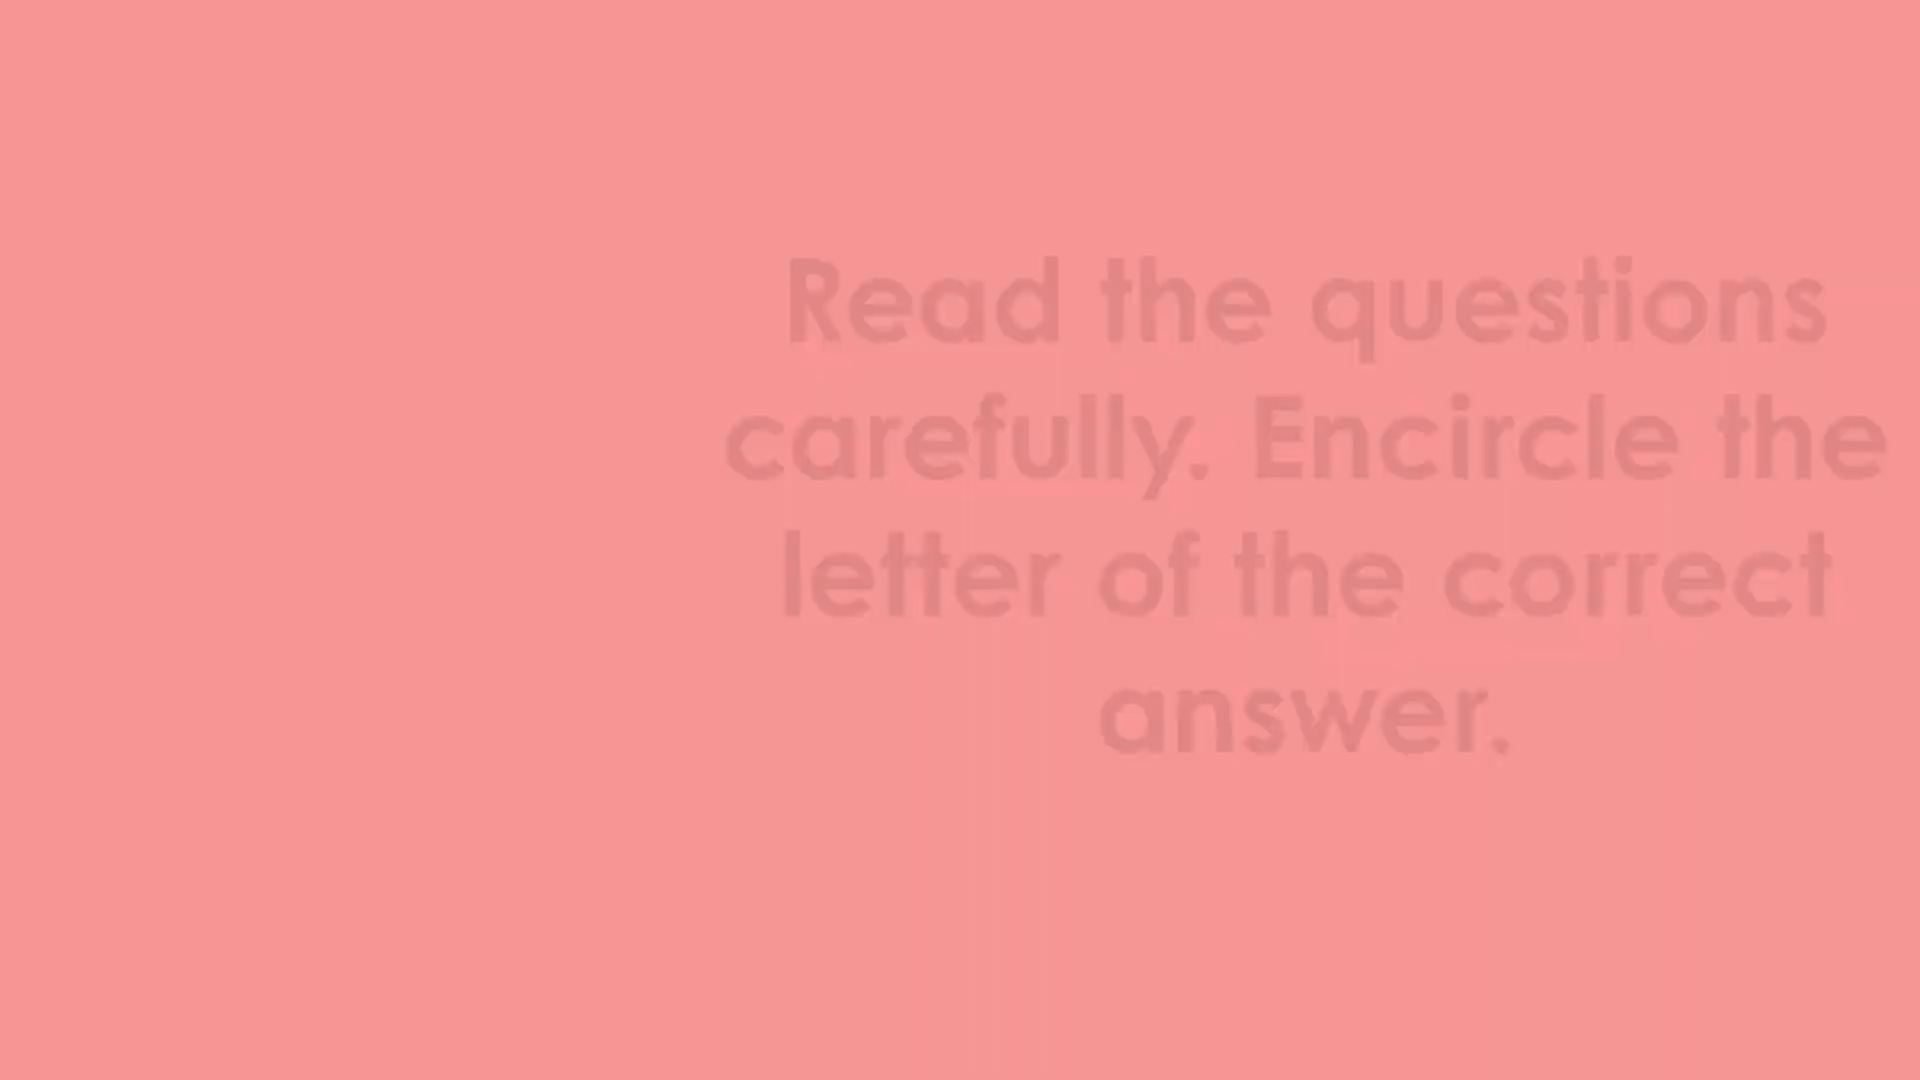 Read the questions
carefully. Encircle the
letter of the correct
answer.